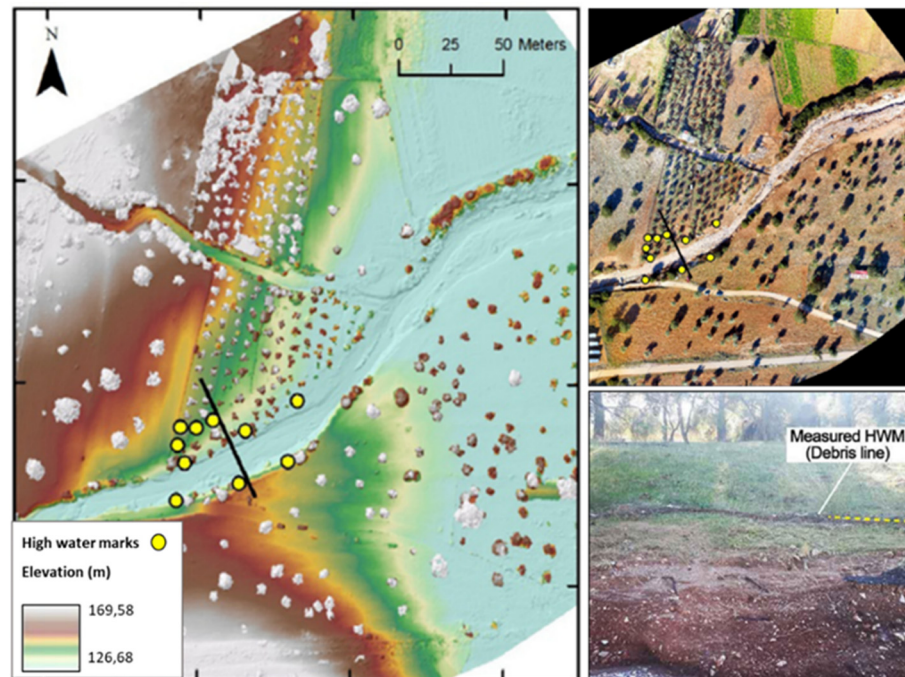 N
0 25 50 Meters
High water marks
Elevation (m)
169,58
126,68
Measured HWM
(Debris line)